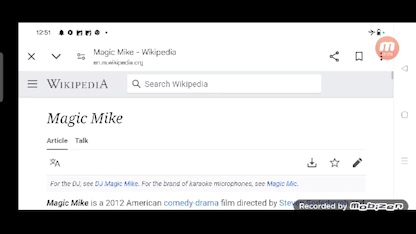 12:51
Magic Mike - Wikipedia
en.m.wikipedia.org
WIKIPEDIA
Search Wikipedia
Magic Mike
Article Talk
For the DJ, see DJ Magic Mike. For the brand of karaoke microphones, see Magic Mic.
Magic Mike is a 2012 American comedy drama film directed by
Recorded by Mobizen